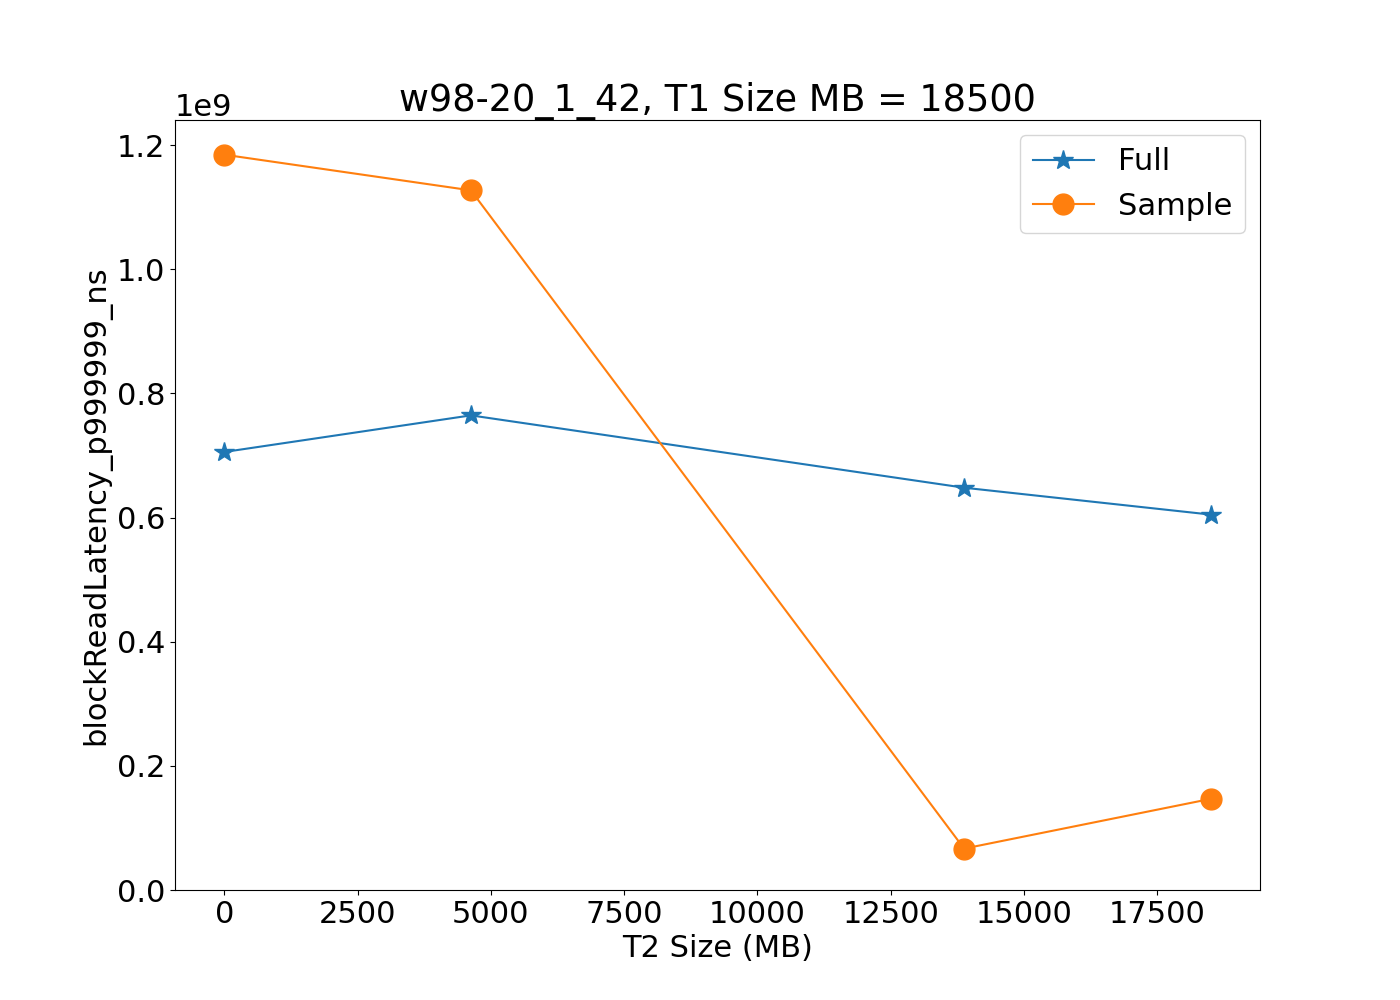 w98-20_1_42, T1 Size MB = 18500
1e9
Full
Sample
1.2
1.0
0.8
0.6
0.4
0.2
0.0
blockReadLatency_p999999_ns
0 2500 5000 7500 10000 12500 15000 17500
T2 Size (MB)